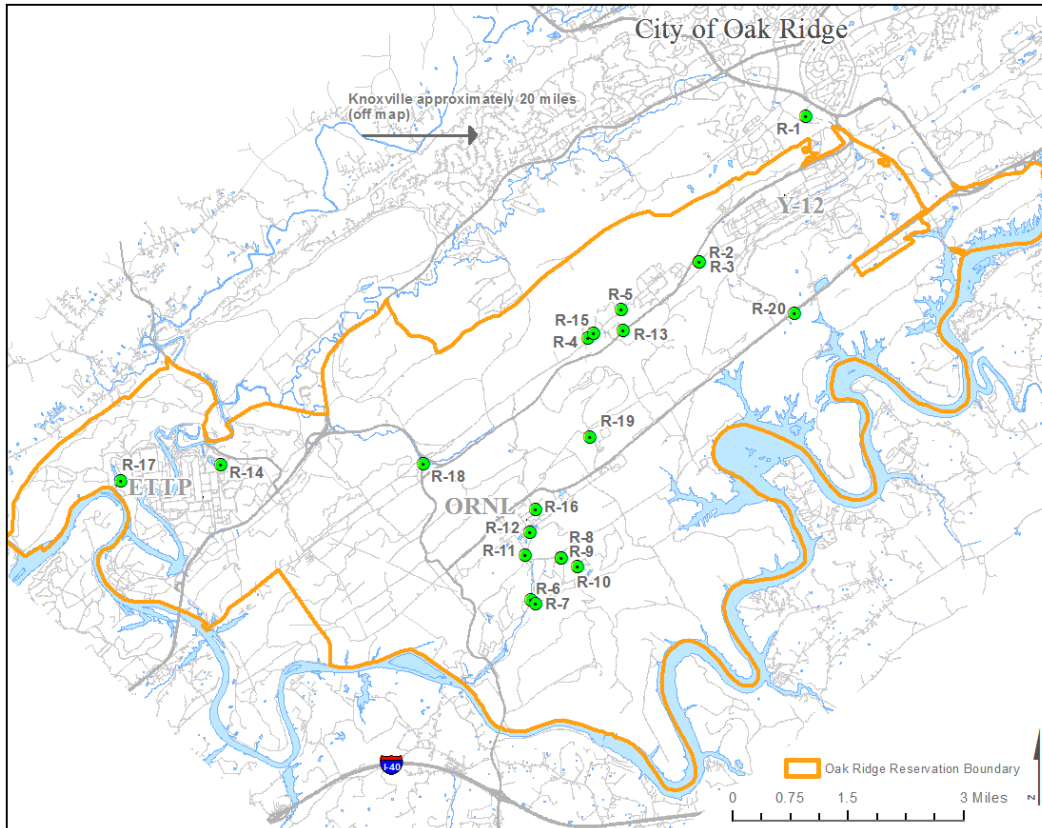 City of Oak Ridge
Knoxville approximately 20 miles
(off map)
R-1
Y-12
R-2
R-3
R-5
R-20
R-15
R-13
R-4
R-19
R-17
ETTP
R-14
R-18
ORNL
R-16
R-12
R-8
R-11
R-9
R-10
R-6
R-7
I-40
Oak Ridge Reservation Boundary
0 0.75 1.5 3 Miles
N